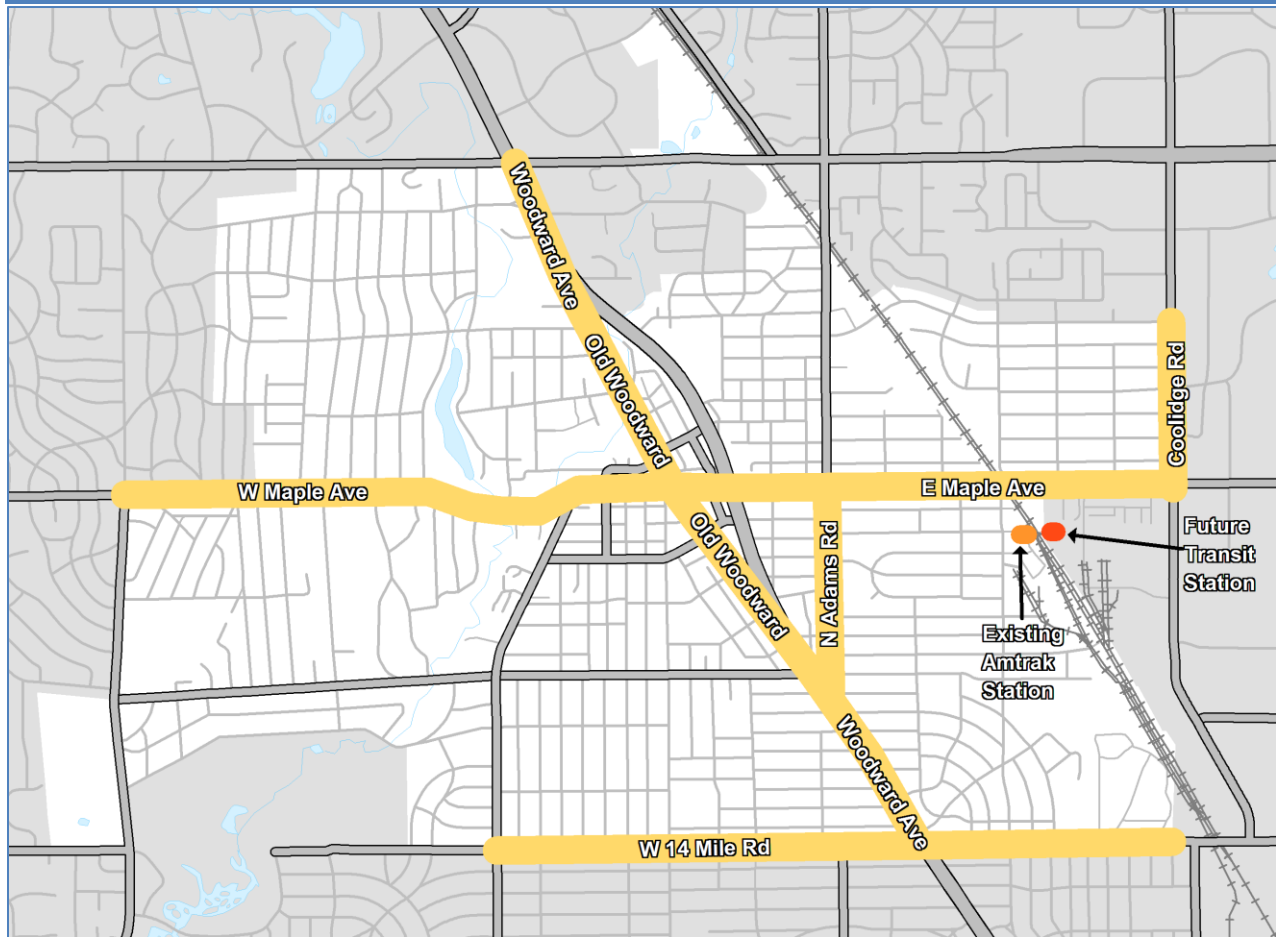 Woodward Ave
Old Woodward
Coolidge Rd
W Maple Ave
E Maple Ave
Old Woodward
N Adams Rd
Future
Transit
Station
Existing
Amtrak
Station
Woodward Ave
W 14 Mile Rd